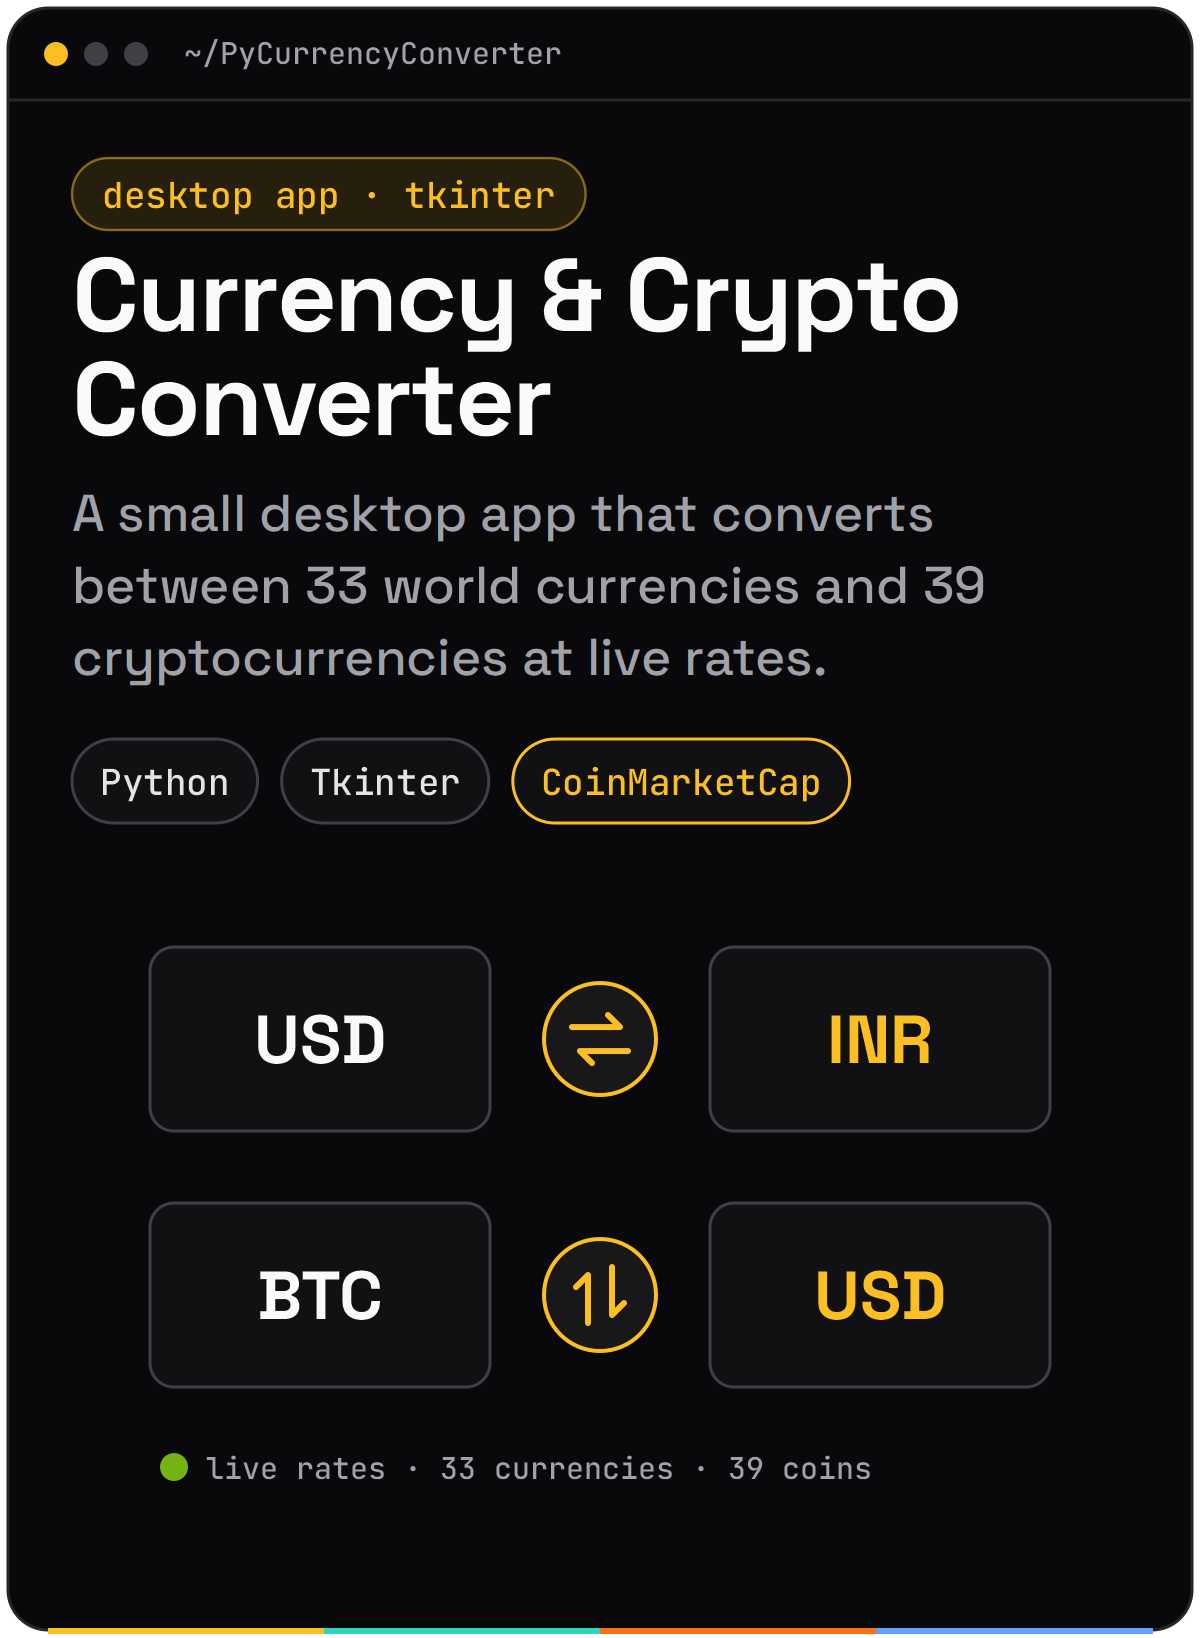 ~/PyCurrencyConverter
desktop app · tkinter
Currency & Crypto
Converter
A small desktop app that converts
between 33 world currencies and 39
cryptocurrencies at live rates.
Python Tkinter CoinMarketCap
USD INR
BTC USD
live rates · 33 currencies · 39 coins